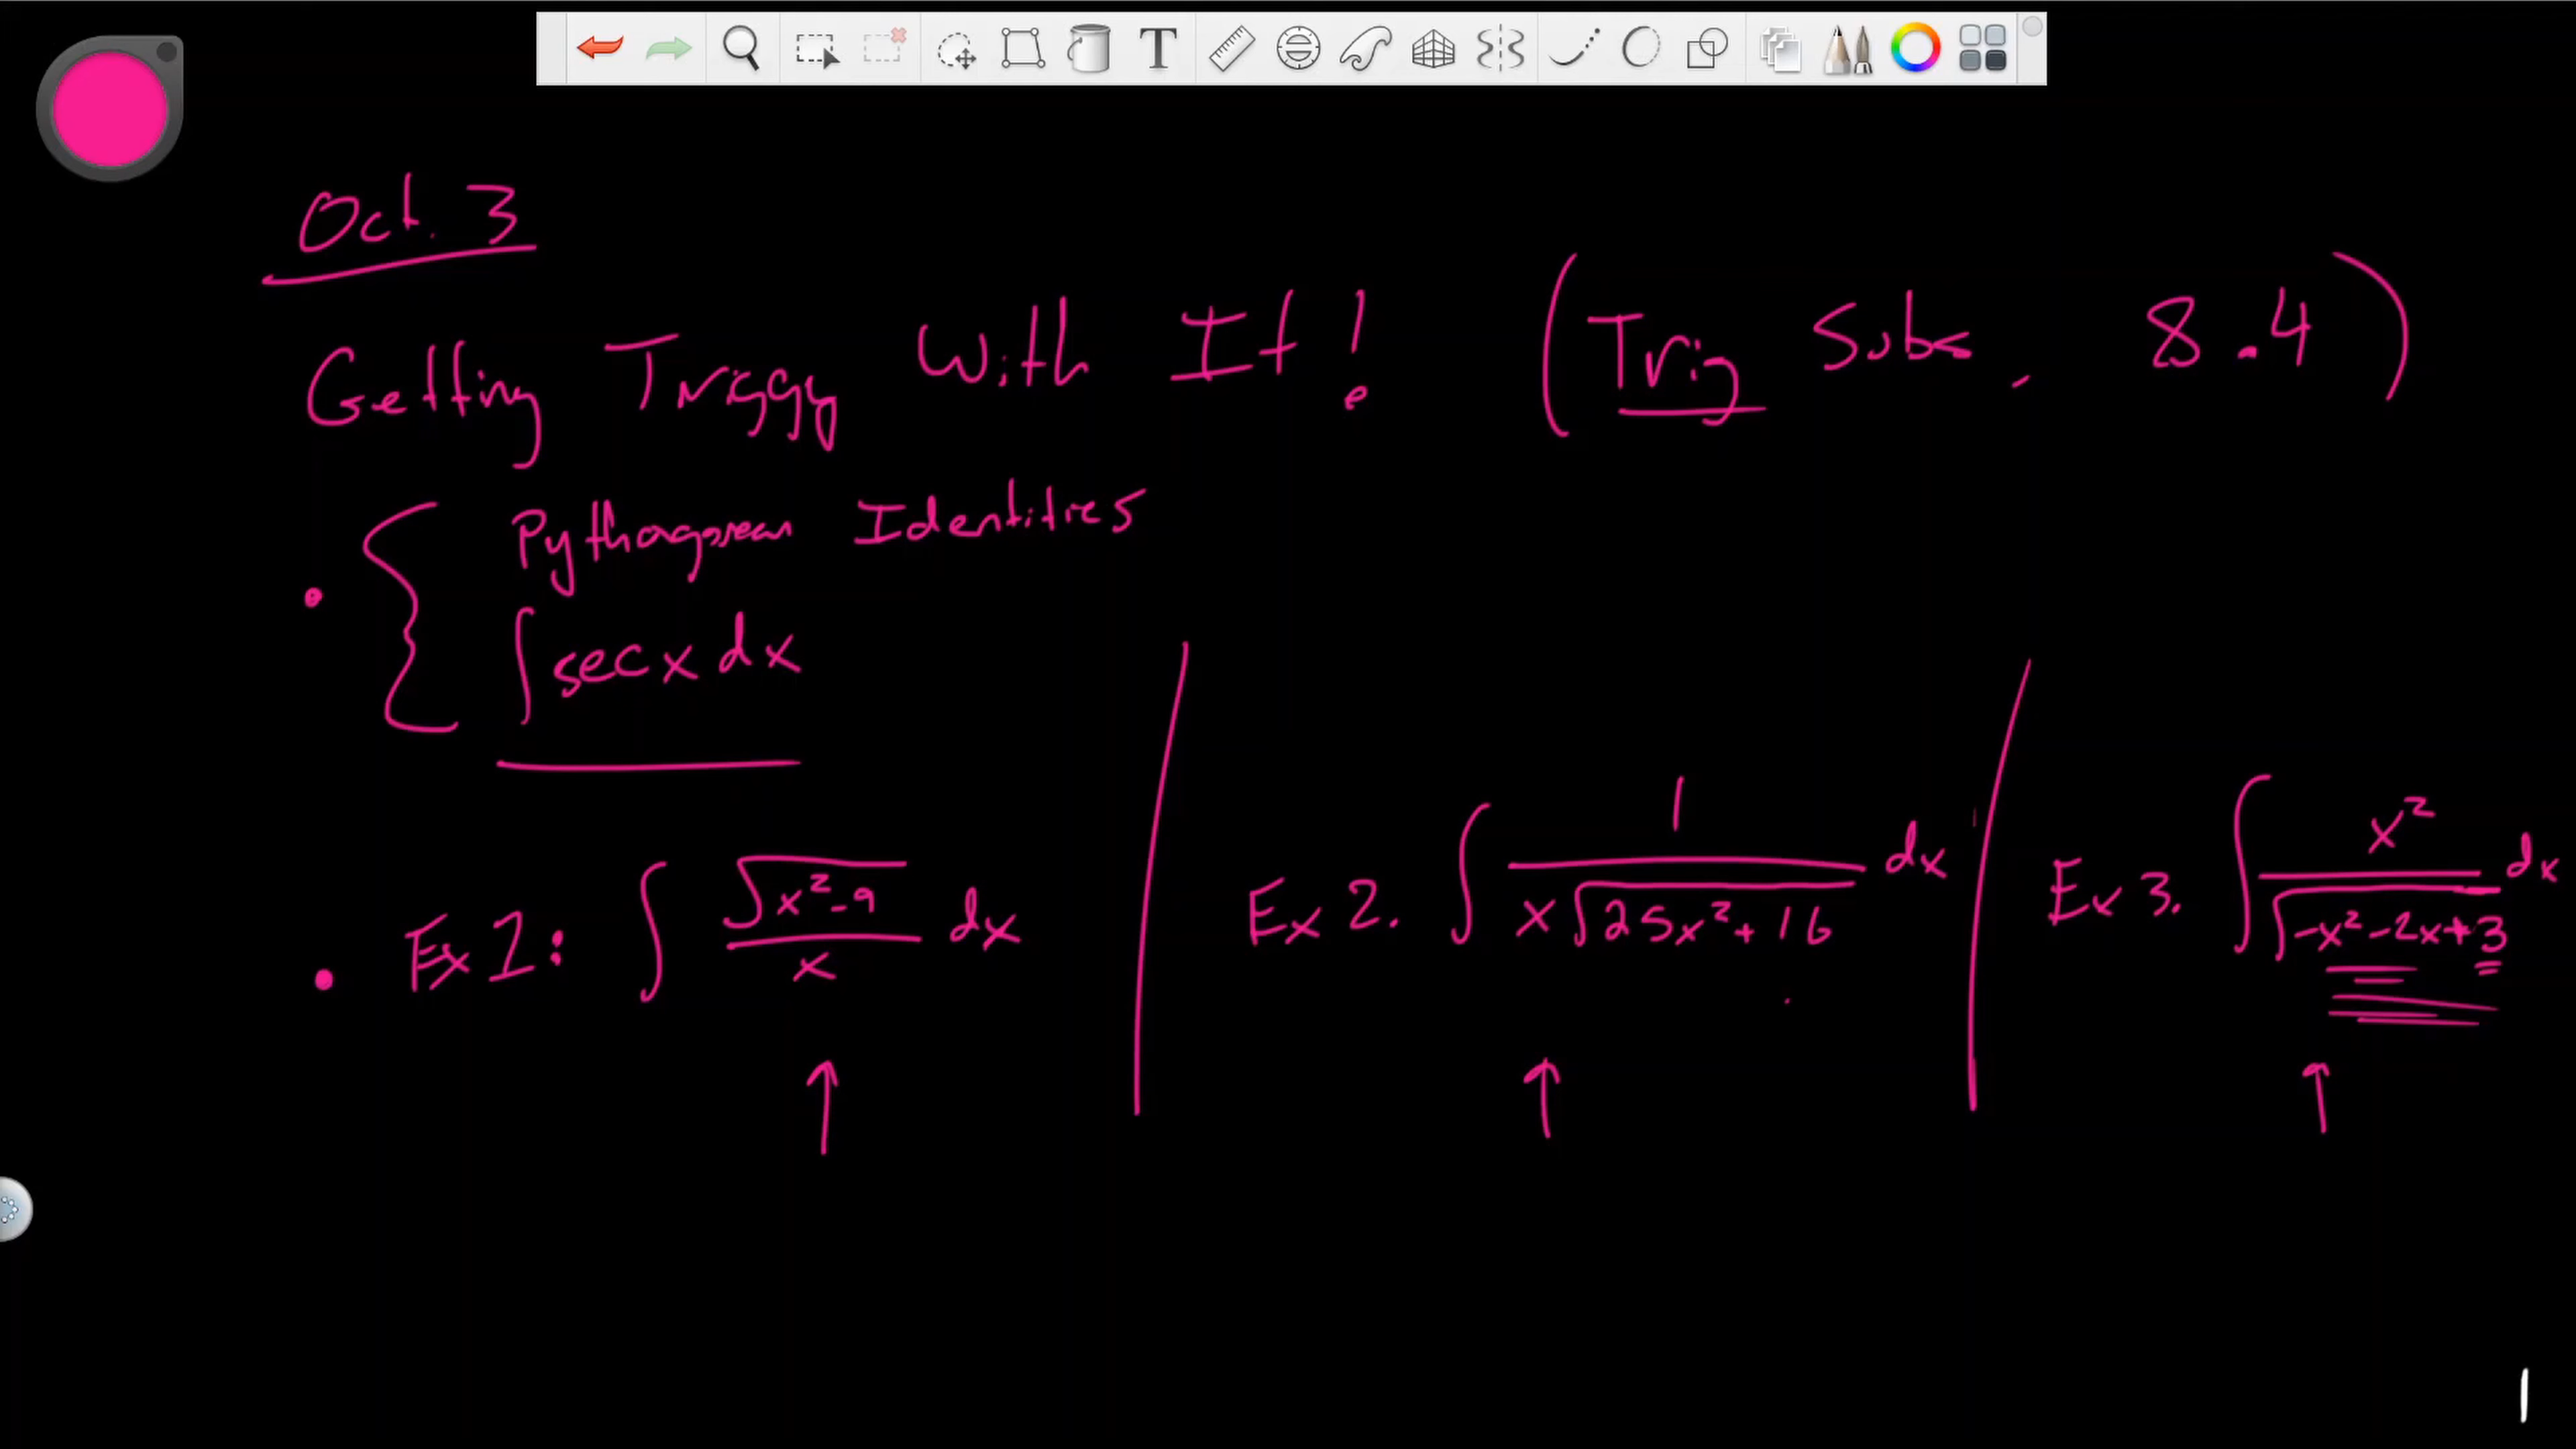 Oct. 3
Getting Triggy With It! (Trig Subs, 8.4)
Pythagorean Identities
∫ sec x dx
• Ex 1: ∫ √(x² - 9) / x dx
Ex 2. ∫ 1 / (x√(25x² + 16)) dx
Ex 3. ∫ x² / √(-x² - 2x + 3) dx
1